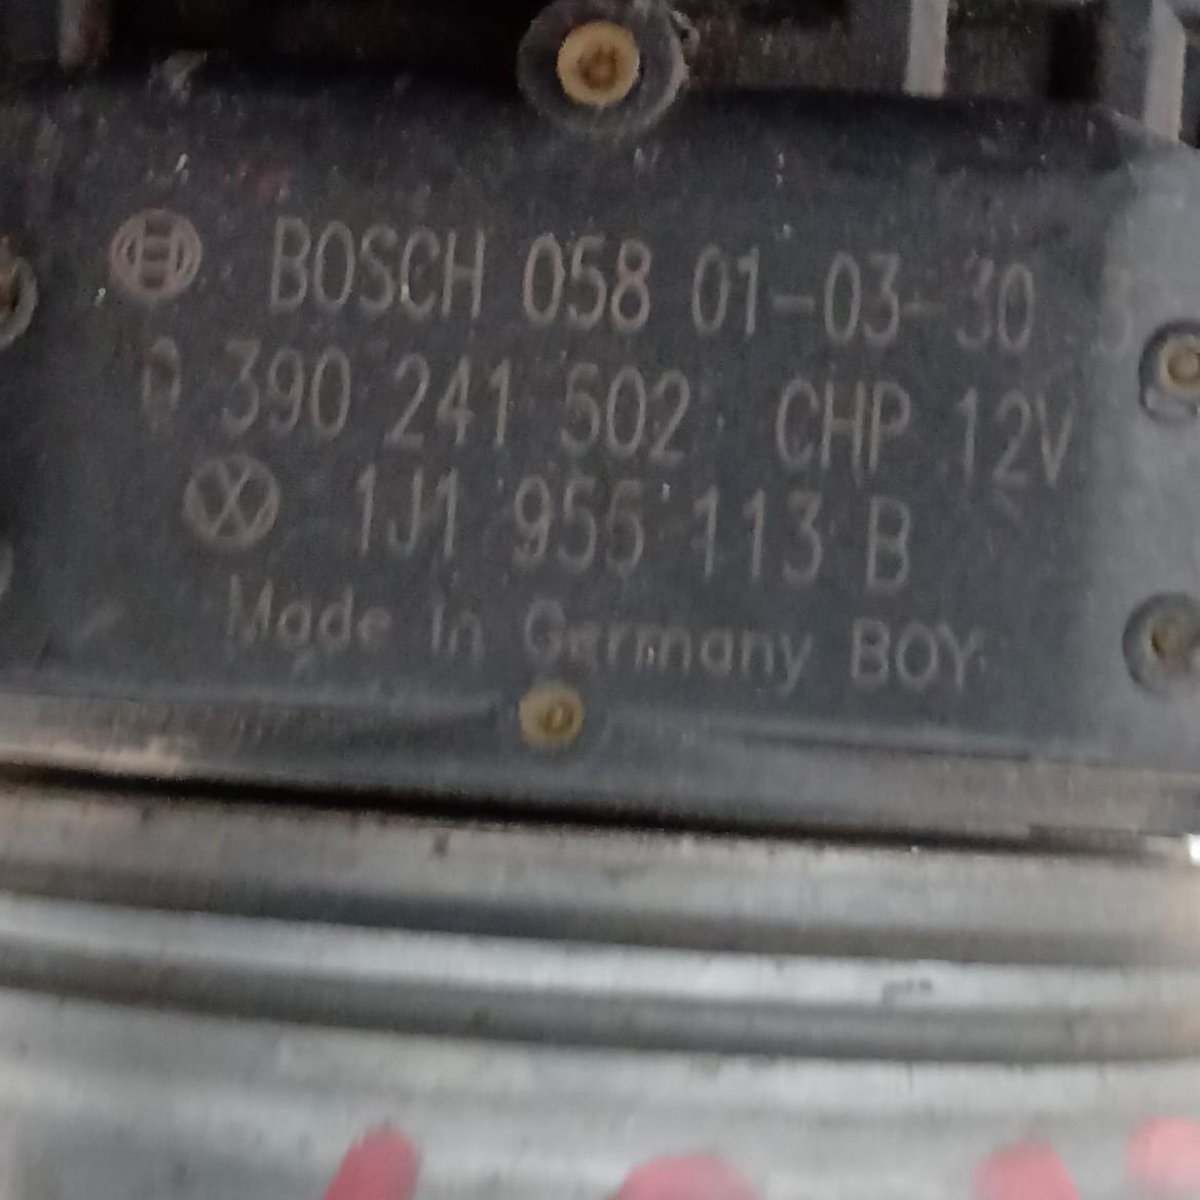 BOSCH 058 01-03-30
0 390 241 502 CHP 12V
1J1 955 113 B
Made in Germany BOY